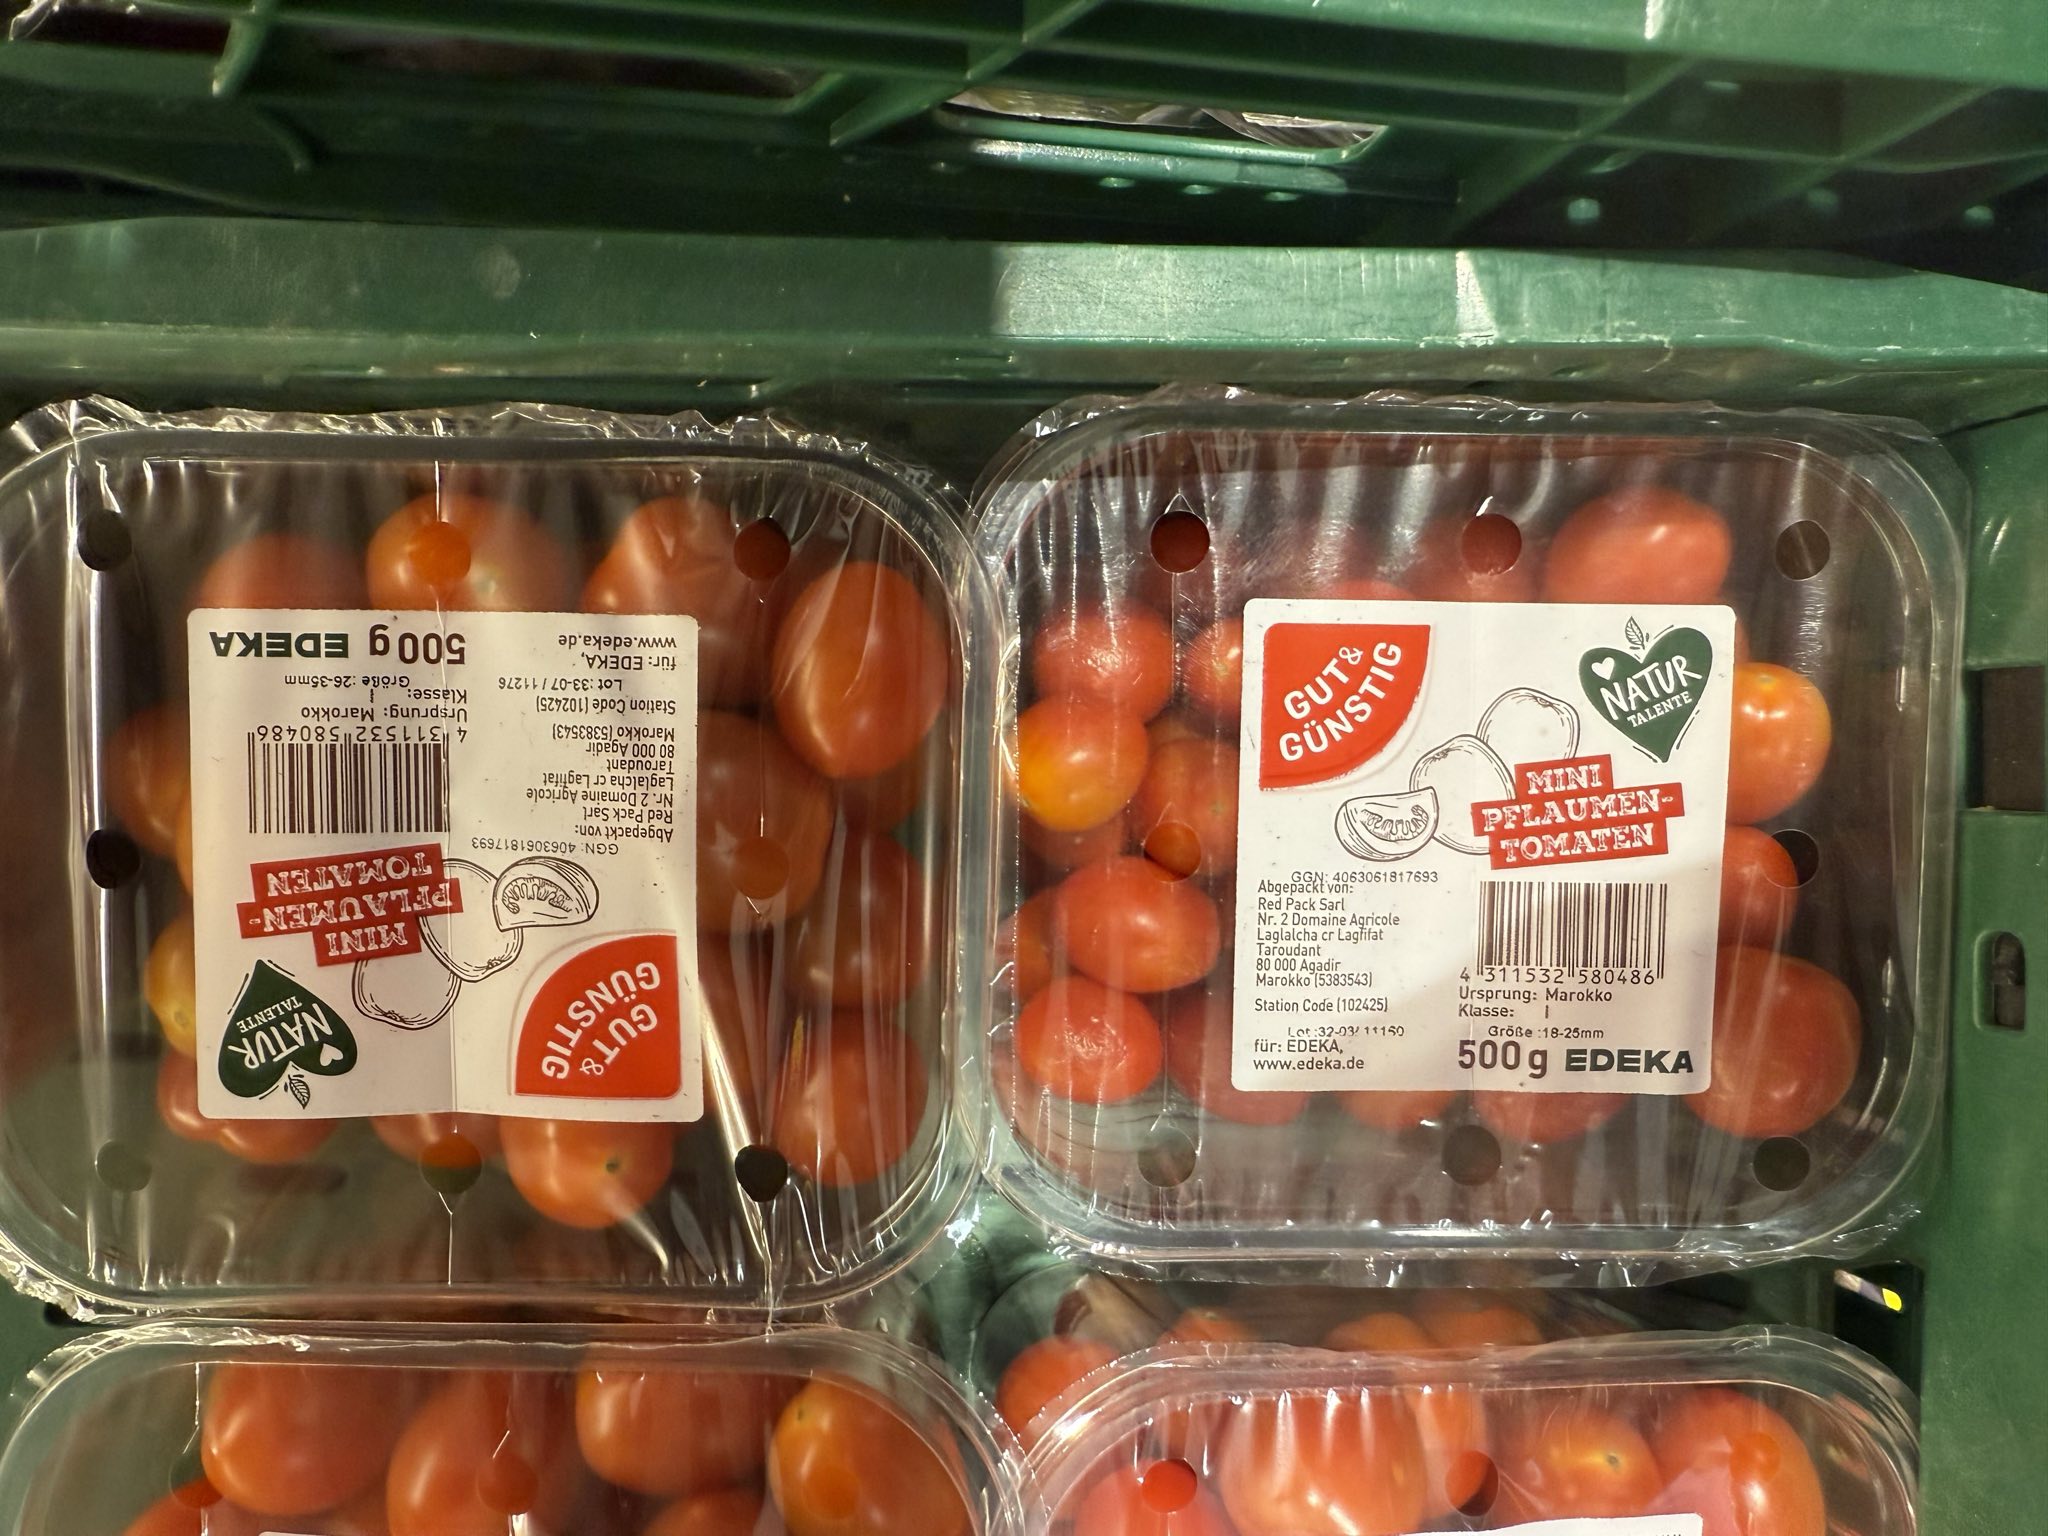 GUT&
GÜNSTIG
NATUR
TALENTE
MINI
PFLAUMEN-
TOMATEN
GGN: 4063061817693
Abgepackt von:
Red Pack Sarl
Nr. 2 Domaine Agricole
Laglalcha cr Lagfifat
Taroudant
80 000 Agadir
Marokko (5383543)
Station Code (102425)
Lot :33-07 / 11276
für: EDEKA,
www.edeka.de
4 311532 580486
Ursprung: Marokko
Klasse: I
Größe :26-35mm
500g EDEKA
GUT&
GÜNSTIG
NATUR
TALENTE
MINI
PFLAUMEN-
TOMATEN
GGN: 4063061817693
Abgepackt von:
Red Pack Sarl
Nr. 2 Domaine Agricole
Laglalcha cr Lagfifat
Taroudant
80 000 Agadir
Marokko (5383543)
Station Code (102425)
Lot :32-03/ 11160
für: EDEKA,
www.edeka.de
4 311532 580486
Ursprung: Marokko
Klasse: I
Größe :18-25mm
500g EDEKA